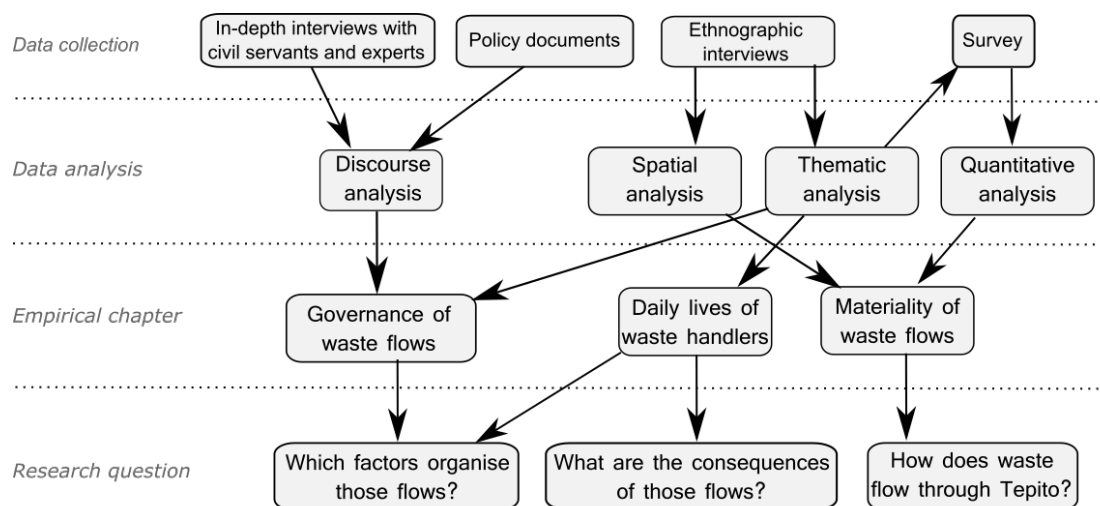 Data collection
In-depth interviews with
civil servants and experts
Policy documents
Ethnographic
interviews
Survey
Data analysis
Discourse
analysis
Spatial
analysis
Thematic
analysis
Quantitative
analysis
Empirical chapter
Governance of
waste flows
Daily lives of
waste handlers
Materiality of
waste flows
Research question
Which factors organise
those flows?
What are the consequences
of those flows?
How does waste
flow through Tepito?